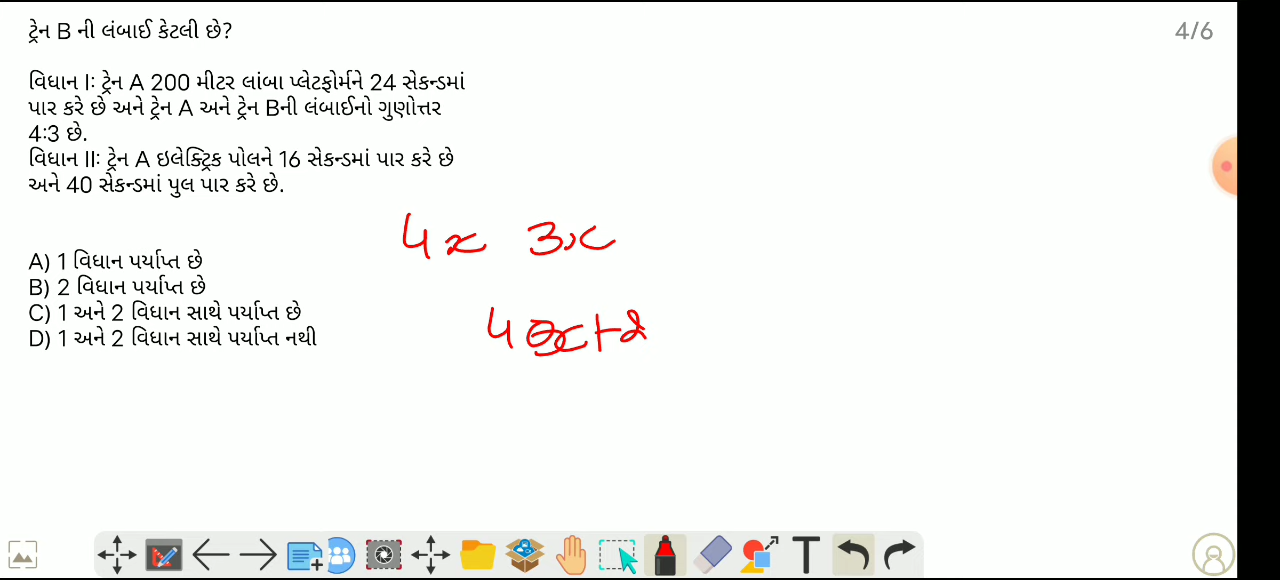 ટ્રેન B ની લંબાઈ કેટલી છે?
4/6
વિધાન I: ટ્રેન A 200 મીટર લાંબા પ્લેટફોર્મને 24 સેકન્ડમાં
પાર કરે છે અને ટ્રેન A અને ટ્રેન Bની લંબાઈનો ગુણોત્તર
4:3 છે.
વિધાન II: ટ્રેન A ઇલેક્ટ્રિક પોલને 16 સેકન્ડમાં પાર કરે છે
અને 40 સેકન્ડમાં પુલ પાર કરે છે.
4x 3x
A) 1 વિધાન પર્યાપ્ત છે
B) 2 વિધાન પર્યાપ્ત છે
C) 1 અને 2 વિધાન સાથે પર્યાપ્ત છે
D) 1 અને 2 વિધાન સાથે પર્યાપ્ત નથી
T